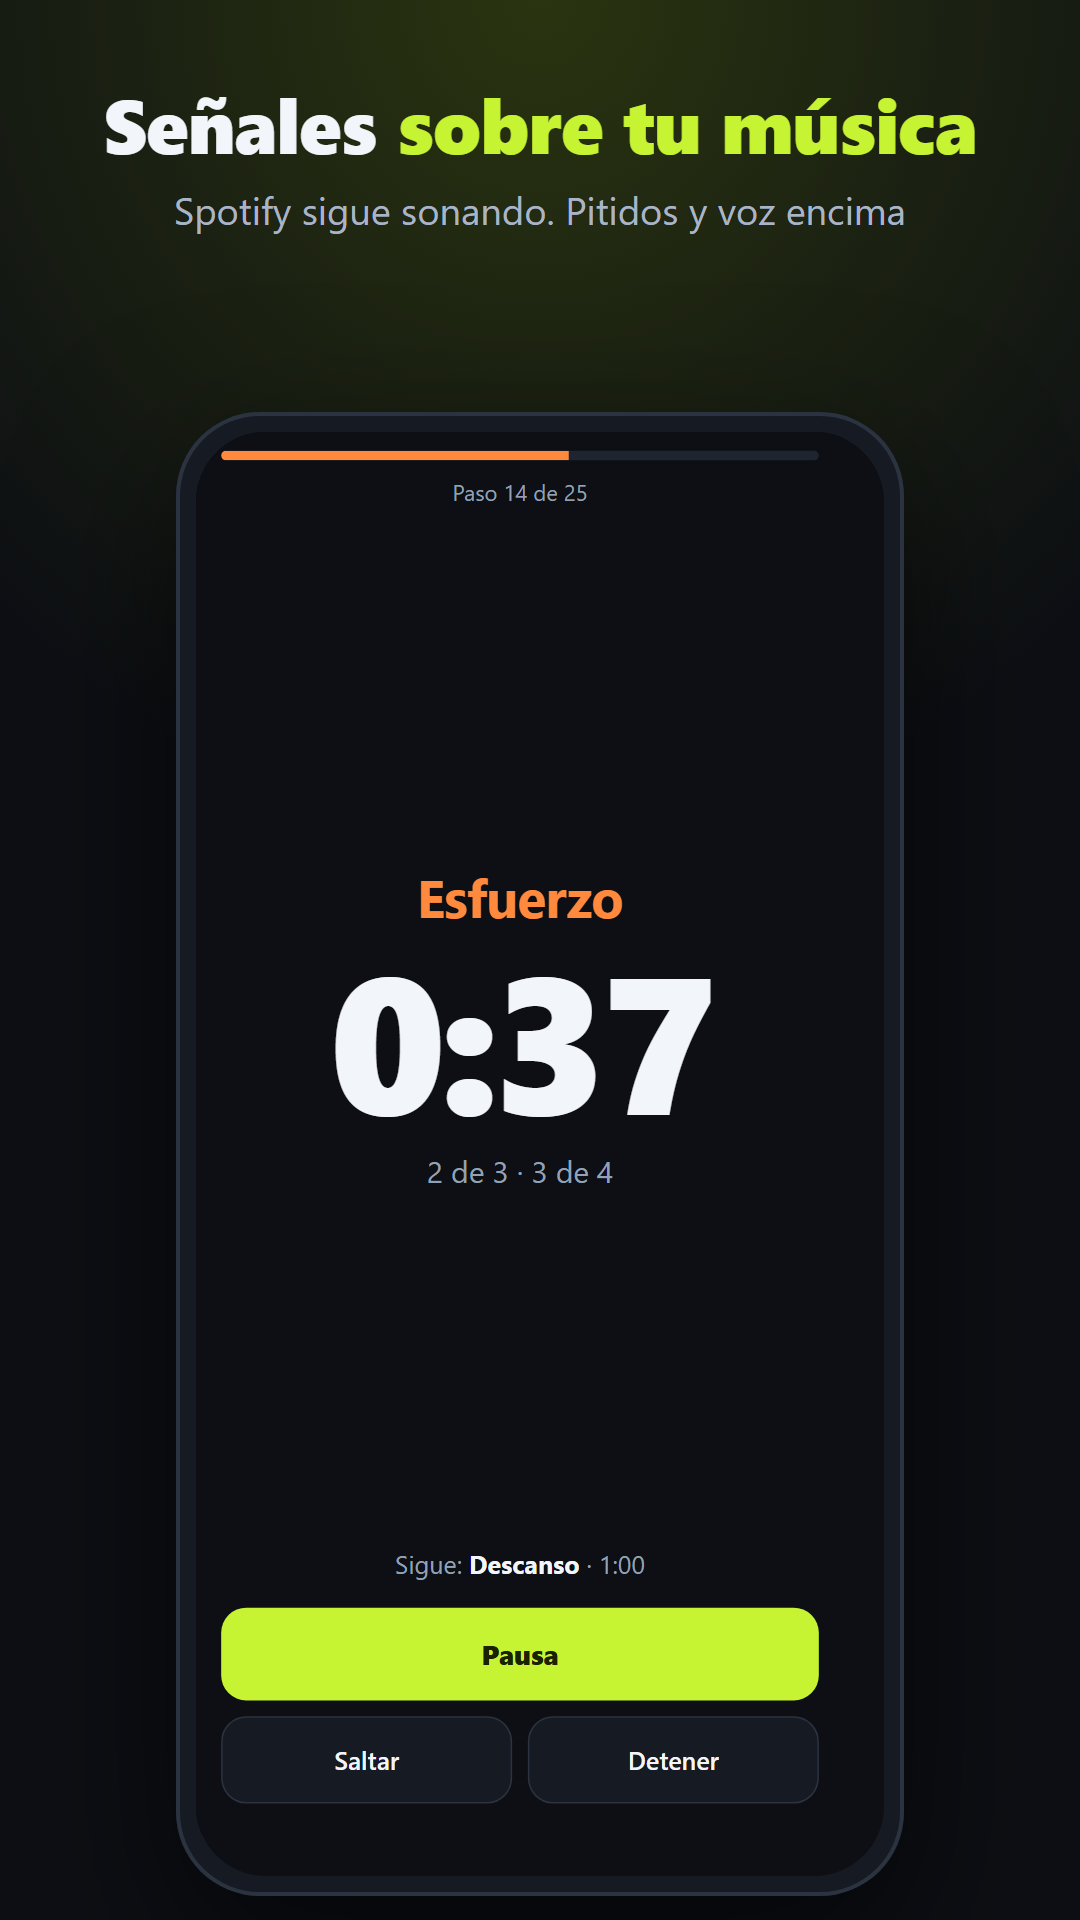 Señales sobre tu música
Spotify sigue sonando. Pitidos y voz encima
Paso 14 de 25
Esfuerzo
0:37
2 de 3 · 3 de 4
Sigue: Descanso · 1:00
Pausa
Saltar
Detener